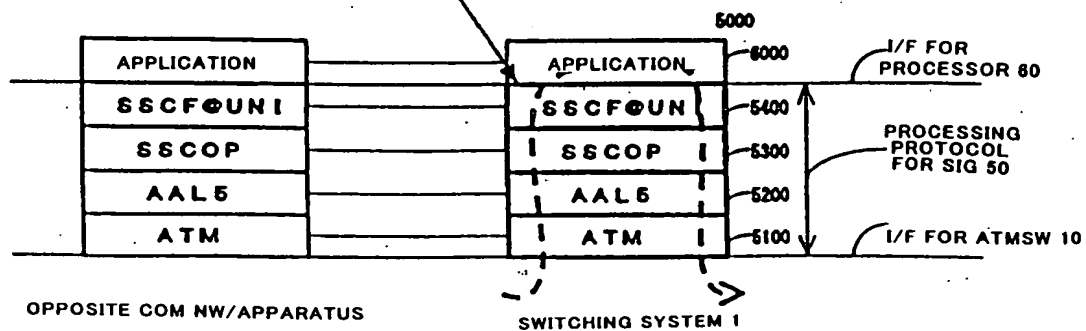 5000
APPLICATION
SSCF@UNI
SSCOP
AAL5
ATM
APPLICATION
SSCF@UN
SSCOP
AAL5
ATM
6000
5400
5300
5200
5100
I/F FOR
PROCESSOR 60
PROCESSING
PROTOCOL
FOR SIG 50
I/F FOR ATMSW 10
OPPOSITE COM NW/APPARATUS
SWITCHING SYSTEM 1